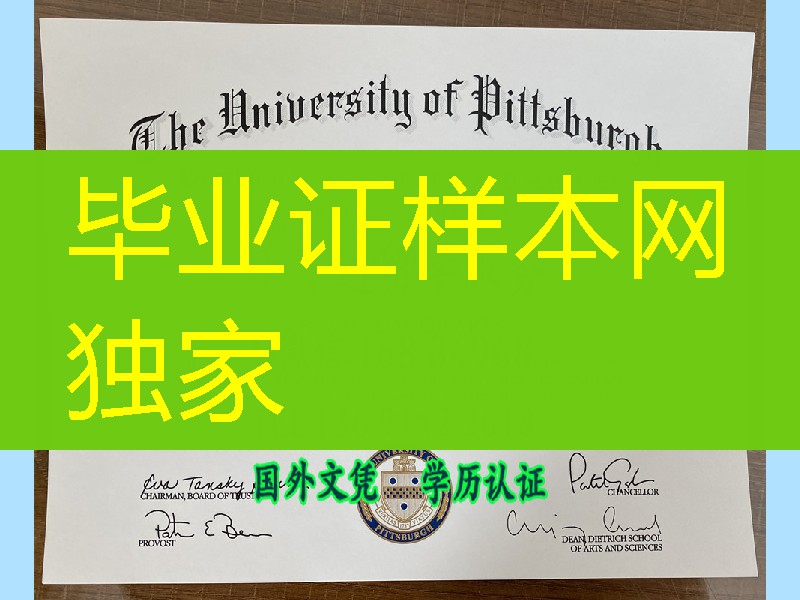 The University of Pittsburgh
毕业证样本网
独家
国外文凭 学历认证
CHAIRMAN, BOARD OF TRUST
CHANCELLOR
PROVOST
PITTSBURGH
DEAN, DIETRICH SCHOOL
OF ARTS AND SCIENCES